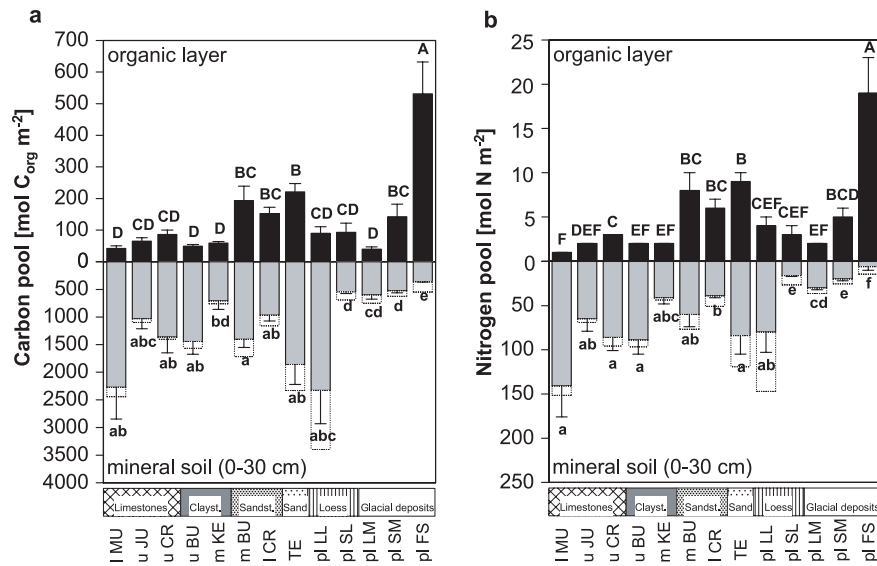 a
organic layer
Carbon pool [mol Corg m-2]
700
600
500
400
300
200
100
0
500
1000
1500
2000
2500
3000
3500
4000
D
CD
CD
D
D
BC
BC
B
CD
CD
D
BC
A
ab
abc
ab
ab
bd
a
ab
ab
abc
d
cd
d
e
mineral soil (0-30 cm)
Limestones
Clayst.
Sandst.
Sand
Loess
Glacial deposits
l MU
u JU
u CR
u BU
m KE
m BU
l CR
TE
pl LL
pl SL
pl LM
pl SM
pl FS
b
organic layer
Nitrogen pool [mol N m-2]
25
20
15
10
5
0
50
100
150
200
250
F
DEF
C
EF
EF
BC
BC
B
CEF
CEF
EF
BCD
A
a
ab
a
ab
abc
ab
b
a
ab
e
cd
e
f
mineral soil (0-30 cm)
Limestones
Clayst.
Sandst.
Sand
Loess
Glacial deposits
l MU
u JU
u CR
u BU
m KE
m BU
l CR
TE
pl LL
pl SL
pl LM
pl SM
pl FS